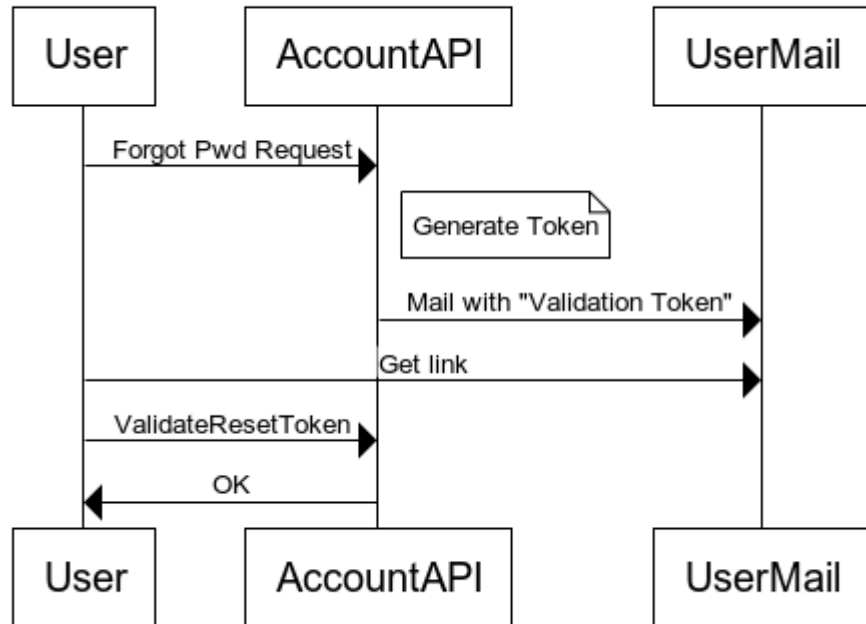 User
AccountAPI
UserMail
Forgot Pwd Request
Generate Token
Mail with "Validation Token"
Get link
ValidateResetToken
OK
User
AccountAPI
UserMail